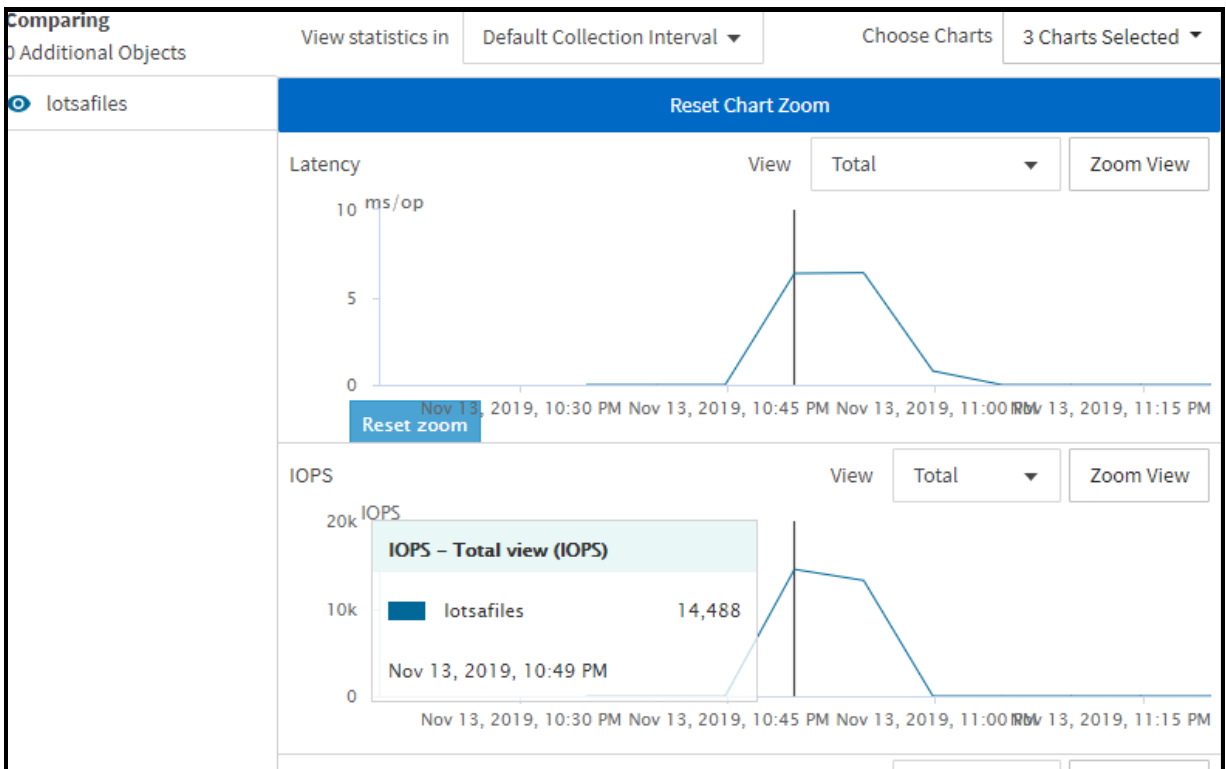 Comparing
0 Additional Objects
View statistics in
Default Collection Interval
Choose Charts
3 Charts Selected
lotsafiles
Reset Chart Zoom
Latency
View
Total
Zoom View
ms/op
10
5
0
Nov 13, 2019, 10:30 PM Nov 13, 2019, 10:45 PM Nov 13, 2019, 11:00 PM Nov 13, 2019, 11:15 PM
Reset zoom
IOPS
View
Total
Zoom View
IOPS
20k
IOPS – Total view (IOPS)
10k
lotsafiles 14,488
Nov 13, 2019, 10:49 PM
0
Nov 13, 2019, 10:30 PM Nov 13, 2019, 10:45 PM Nov 13, 2019, 11:00 PM Nov 13, 2019, 11:15 PM